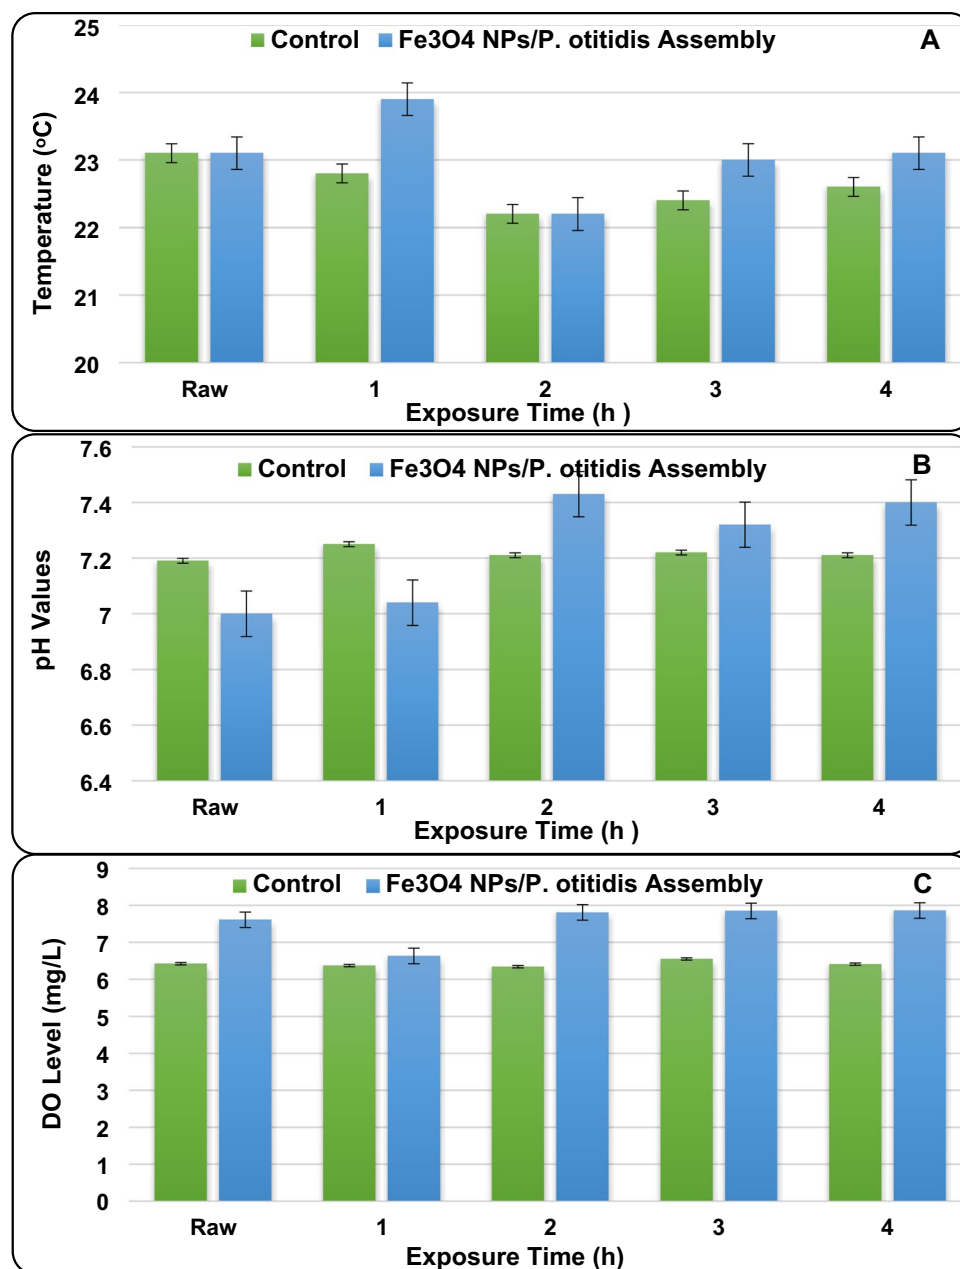 25
Control Fe3O4 NPs/P. otitidis Assembly A
24
23
22
21
20
Temperature (oC)
Raw 1 2 3 4
Exposure Time (h )
7.6
Control Fe3O4 NPs/P. otitidis Assembly B
7.4
7.2
7
6.8
6.6
6.4
pH Values
Raw 1 2 3 4
Exposure Time (h )
9
Control Fe3O4 NPs/P. otitidis Assembly C
8
7
6
5
4
3
2
1
0
DO Level (mg/L)
Raw 1 2 3 4
Exposure Time (h)